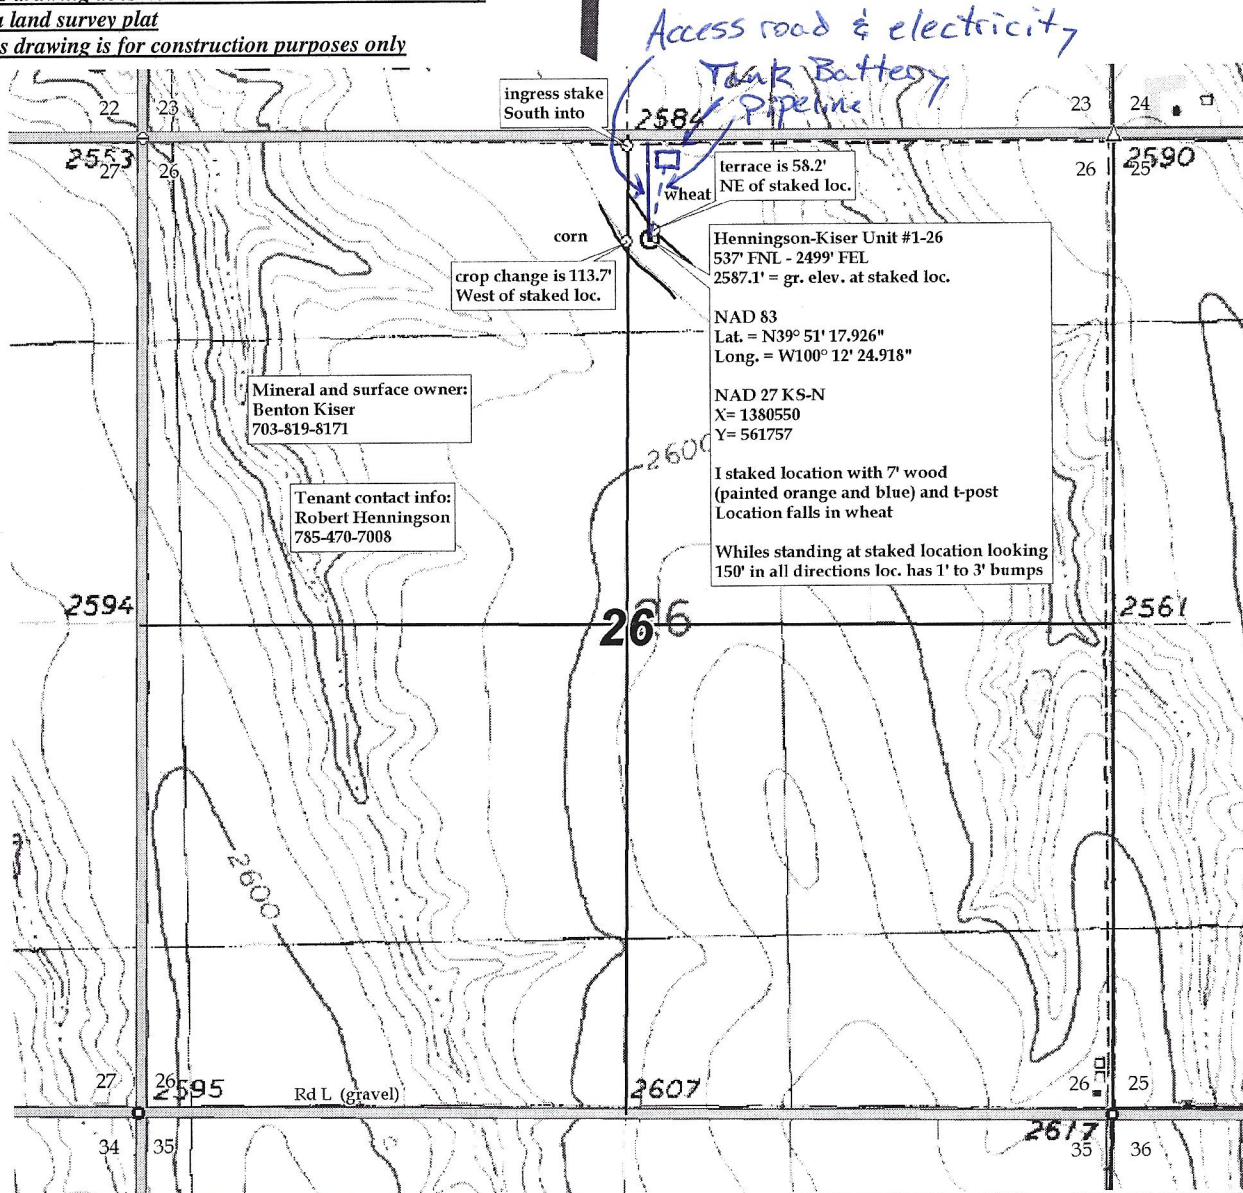 a land survey plat
s drawing is for construction purposes only
Access road & electricity
Tank Battery
Pipeline
ingress stake
South into
22 23
23 24
2584
2553
27 26
26 25
2590
terrace is 58.2'
NE of staked loc.
wheat
corn
crop change is 113.7'
West of staked loc.
Henningson-Kiser Unit #1-26
537' FNL - 2499' FEL
2587.1' = gr. elev. at staked loc.
NAD 83
Lat. = N39° 51' 17.926"
Long. = W100° 12' 24.918"
NAD 27 KS-N
X= 1380550
Y= 561757
I staked location with 7' wood
(painted orange and blue) and t-post
Location falls in wheat
Whiles standing at staked location looking
150' in all directions loc. has 1' to 3' bumps
Mineral and surface owner:
Benton Kiser
703-819-8171
2600
Tenant contact info:
Robert Henningson
785-470-7008
2594
26
26
2561
2600
27 26
2595
Rd L (gravel)
2607
26 25
2617
34 35
35 36